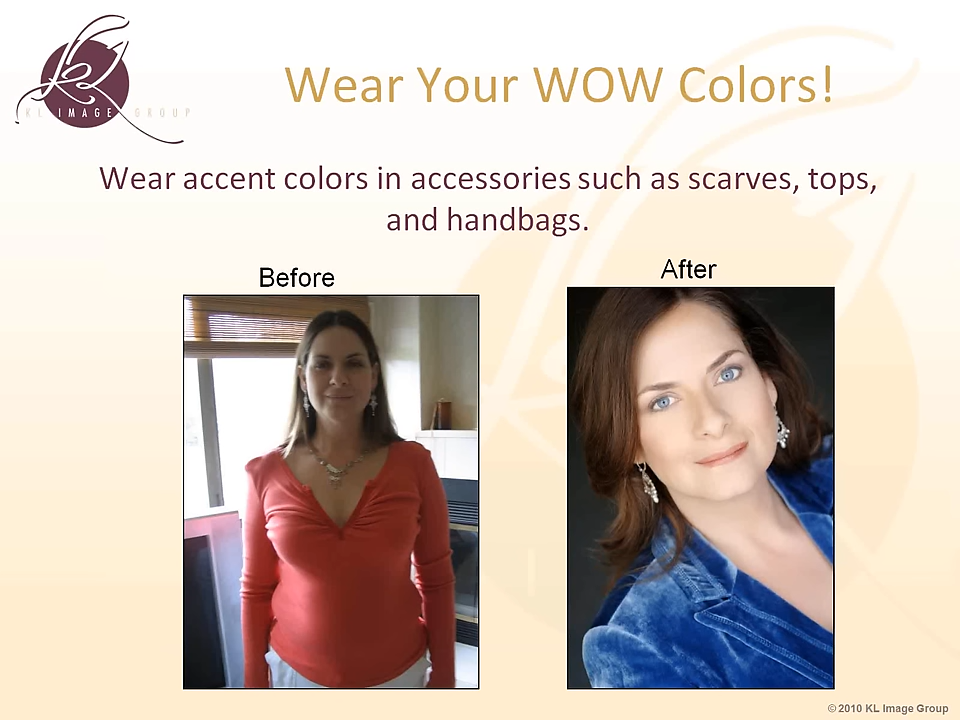 KL IMAGE GROUP
Wear Your WOW Colors!
Wear accent colors in accessories such as scarves, tops,
and handbags.
Before
After
© 2010 KL Image Group